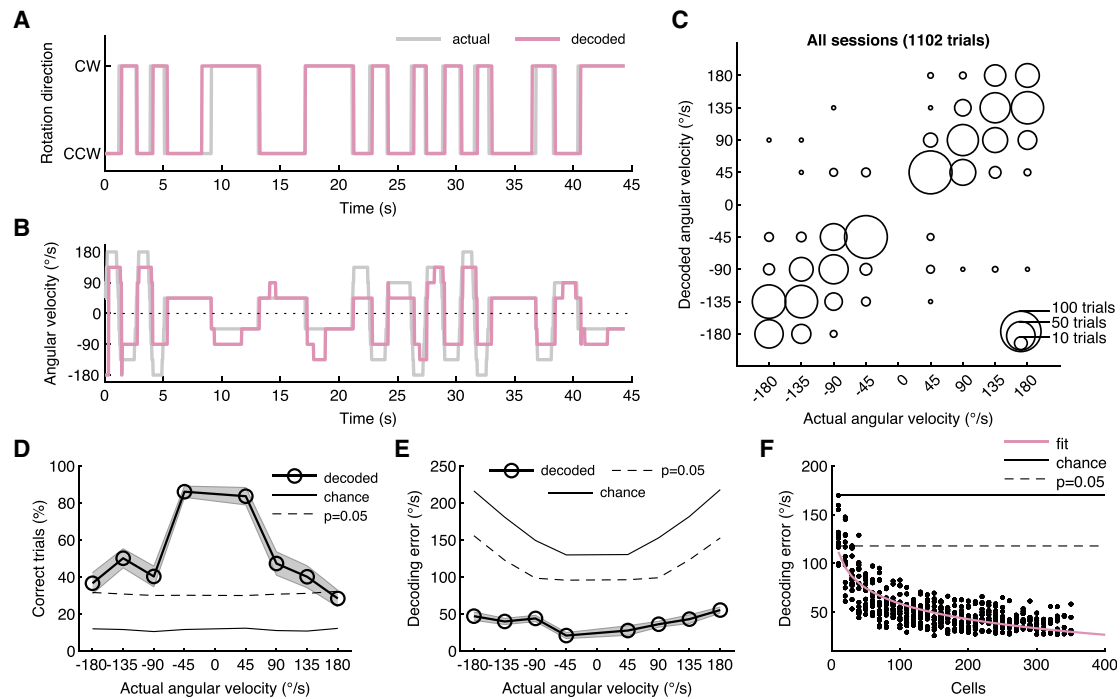 A
actual
decoded
Rotation direction
CW
CCW
0 5 10 15 20 25 30 35 40 45
Time (s)
B
Angular velocity (°/s)
180
90
0
-90
-180
0 5 10 15 20 25 30 35 40 45
Time (s)
C
All sessions (1102 trials)
Decoded angular velocity (°/s)
180
135
90
45
0
-45
-90
-135
-180
100 trials
50 trials
10 trials
-180 -135 -90 -45 0 45 90 135 180
Actual angular velocity (°/s)
D
Correct trials (%)
100
80
60
40
20
0
decoded
chance
p=0.05
-180 -135 -90 -45 0 45 90 135 180
Actual angular velocity (°/s)
E
Decoding error (°/s)
250
200
150
100
50
0
decoded
p=0.05
chance
-180 -135 -90 -45 0 45 90 135 180
Actual angular velocity (°/s)
F
fit
chance
p=0.05
Decoding error (°/s)
200
150
100
50
0 100 200 300 400
Cells